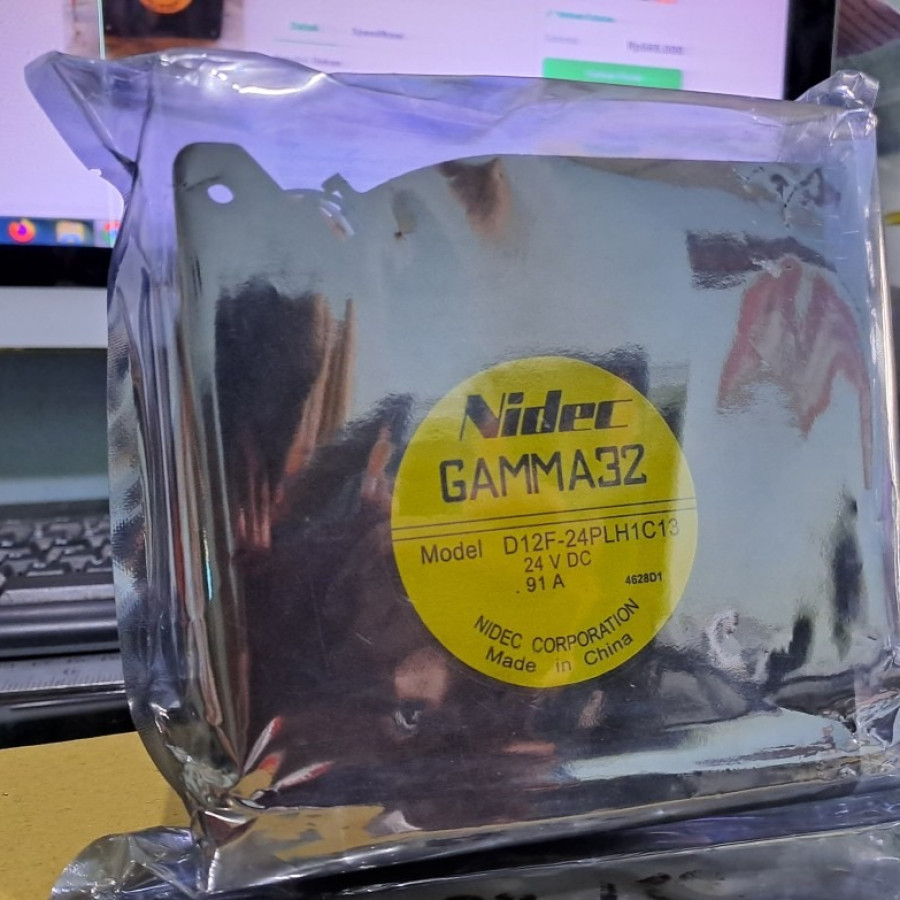 Nidec
GAMMA32
Model D12F-24PLH1C13
24 V DC
.91 A
4628D1
NIDEC CORPORATION
Made in China